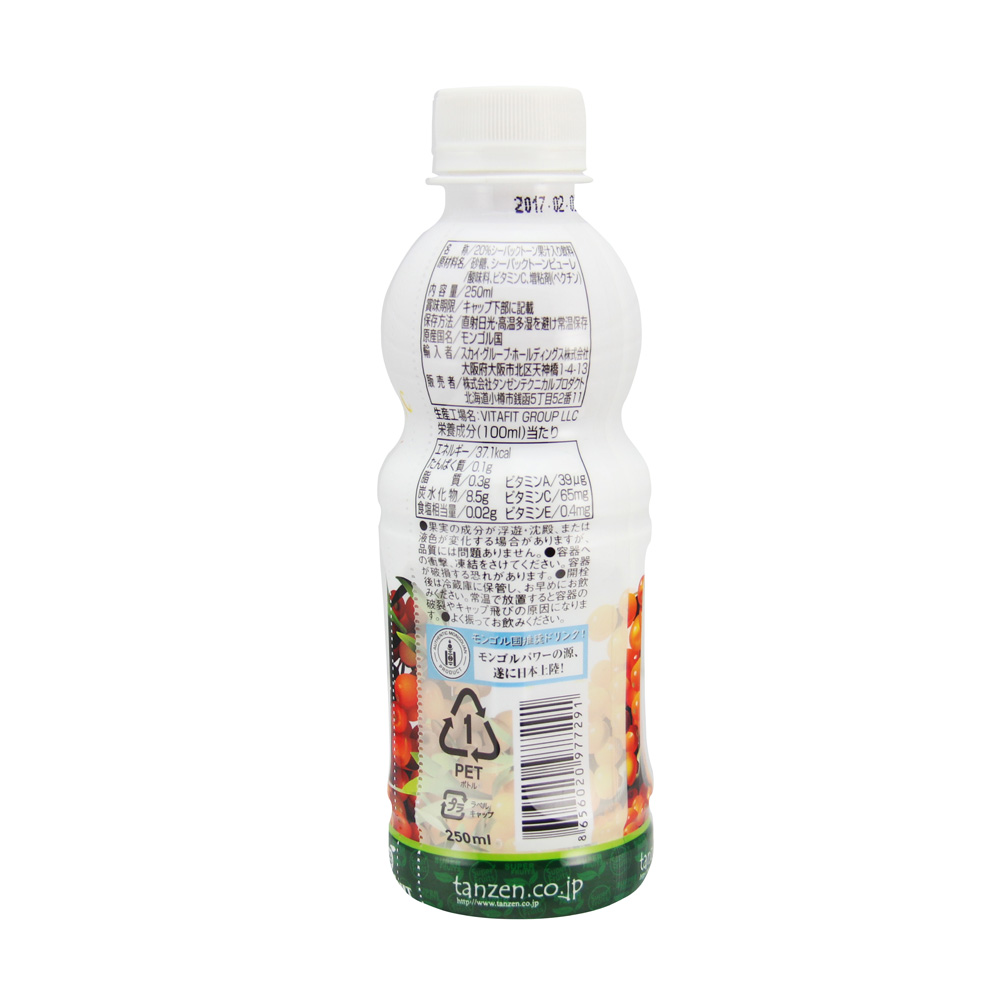 2017.02.0
名 称/20%シーバックトーン果汁入り飲料
原材料名/砂糖、シーバックトーンピューレ
/酸味料、ビタミンC、増粘剤(ペクチン)
内容量/250ml
賞味期限/キャップ下部に記載
保存方法/直射日光・高温多湿を避け常温保存
原産国名/モンゴル国
輸入者/スカイ・グループ・ホールディングス株式会社
大阪府大阪市北区天神橋1-4-13
販売者/株式会社タンゼンテクニカルプロダクト
北海道小樽市銭函5丁目52番11
生産工場名:VITAFIT GROUP LLC
栄養成分(100ml)当たり
エネルギー/37.1kcal
たんぱく質/0.1g
脂質/0.3g ビタミンA/39μg
炭水化物/8.5g ビタミンC/65mg
食塩相当量/0.02g ビタミンE/0.4mg
●果実の成分が浮遊・沈殿、または
液色が変化する場合がありますが、
品質には問題ありません。●容器へ
の衝撃、凍結をさけてください。容器
が破損する恐れがあります。●開栓
後は冷蔵庫に保管し、お早めにお飲
みください。常温で放置すると容器の
破裂やキャップ飛びの原因になりま
す。●よく振ってお飲みください。
モンゴル国推奨ドリンク!
モンゴルパワーの源、
遂に日本上陸!
PRODUCT
1
PET
ボトル
プラ
ラベル、
キャップ
250ml
8656020977291
tanzen.co.jp
http://www.tanzen.co.jp